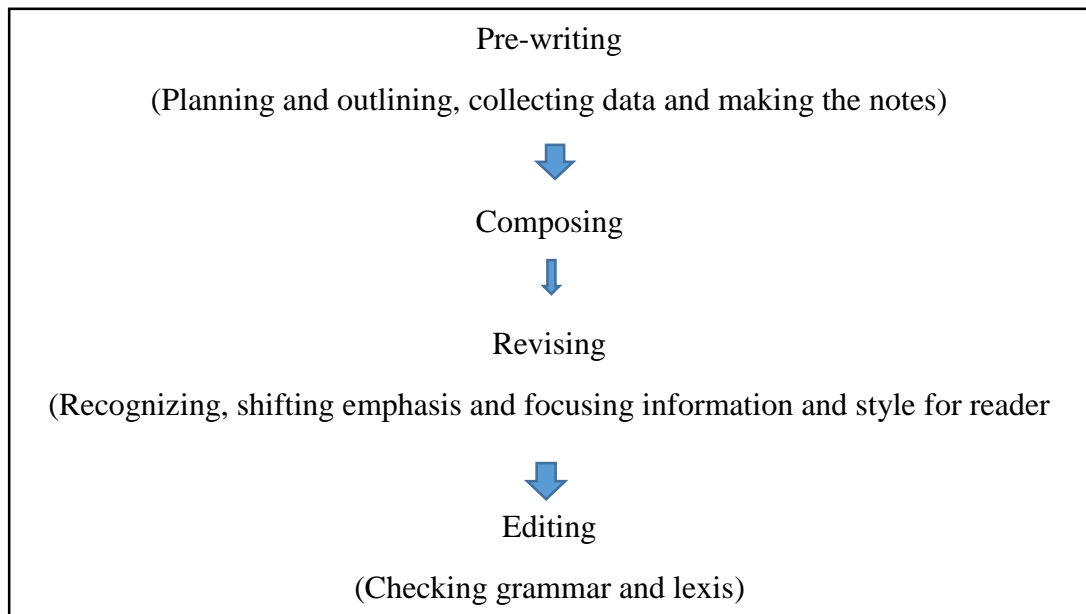 Pre-writing
(Planning and outlining, collecting data and making the notes)
Composing
Revising
(Recognizing, shifting emphasis and focusing information and style for reader
Editing
(Checking grammar and lexis)